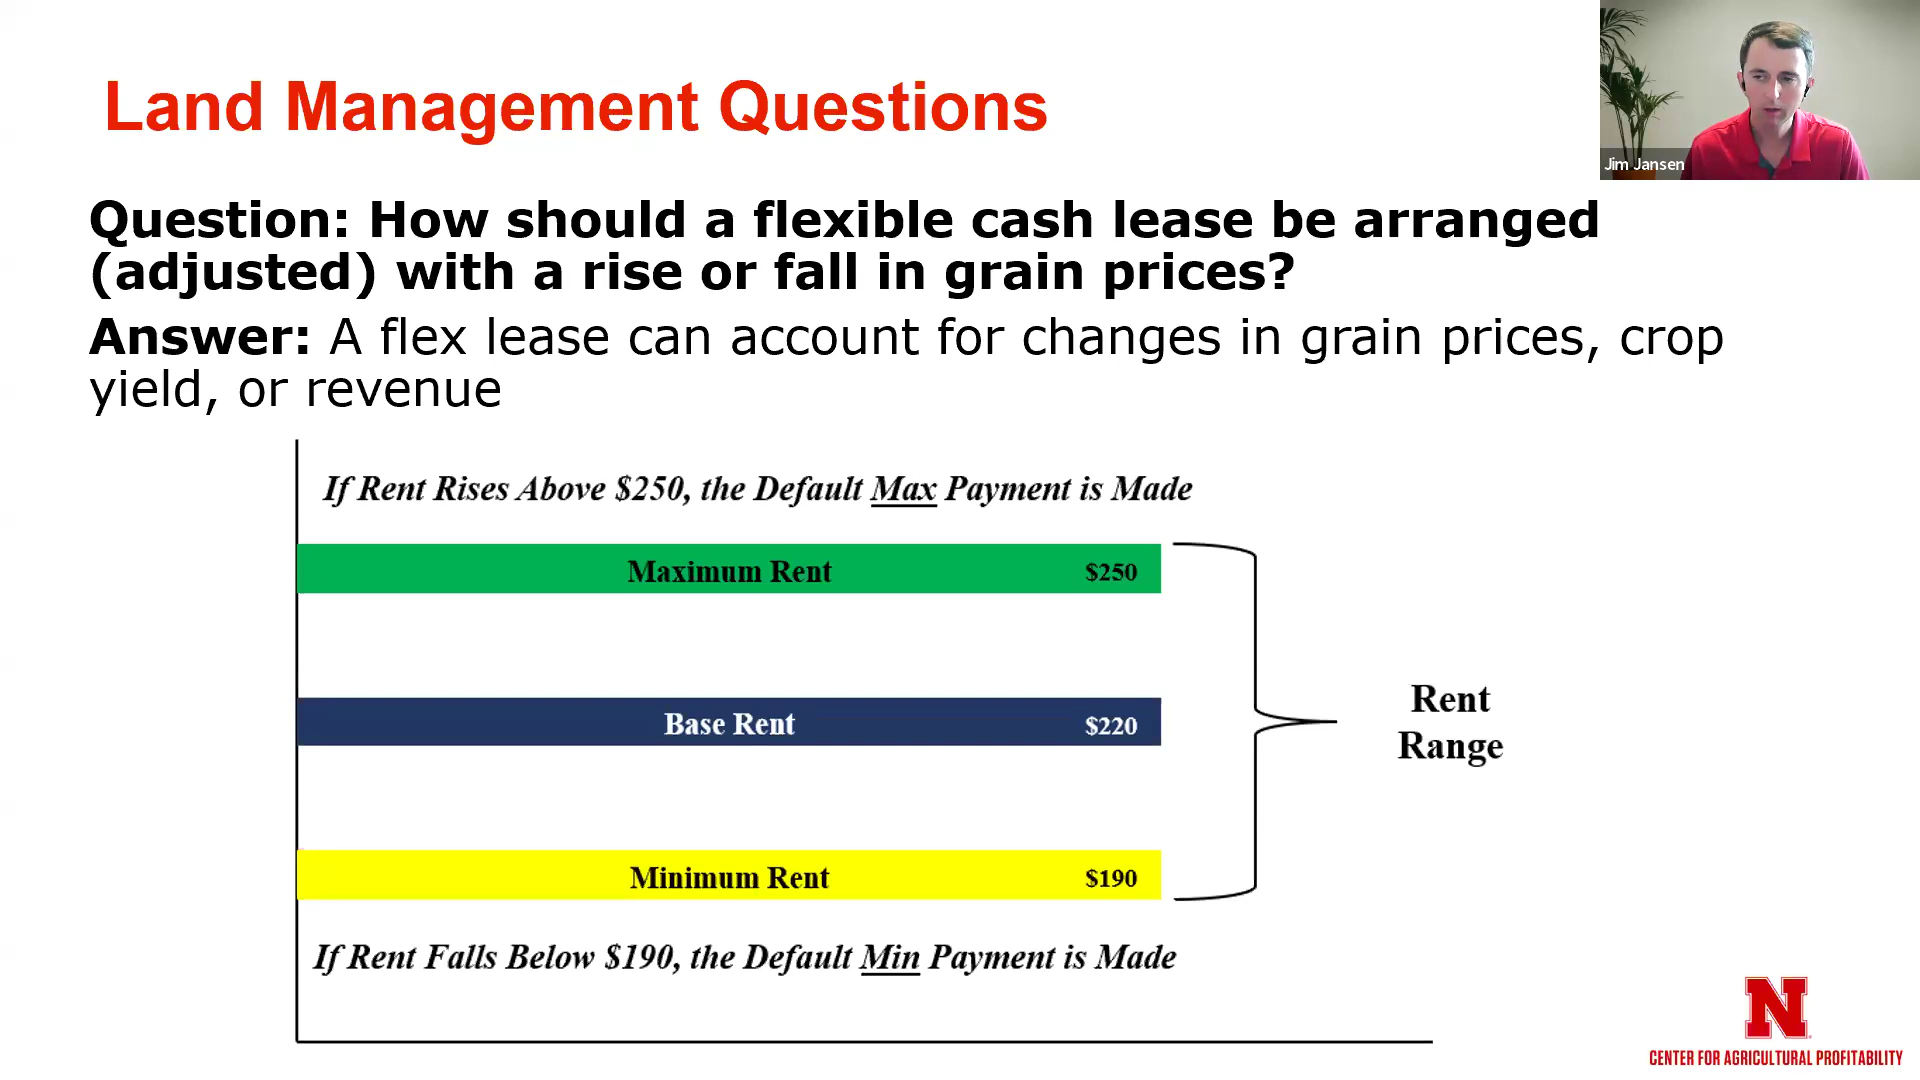 Land Management Questions
Jim Jansen
Question: How should a flexible cash lease be arranged
(adjusted) with a rise or fall in grain prices?
Answer: A flex lease can account for changes in grain prices, crop
yield, or revenue
If Rent Rises Above $250, the Default Max Payment is Made
Maximum Rent $250
Base Rent $220
Rent
Range
Minimum Rent $190
If Rent Falls Below $190, the Default Min Payment is Made
N
CENTER FOR AGRICULTURAL PROFITABILITY